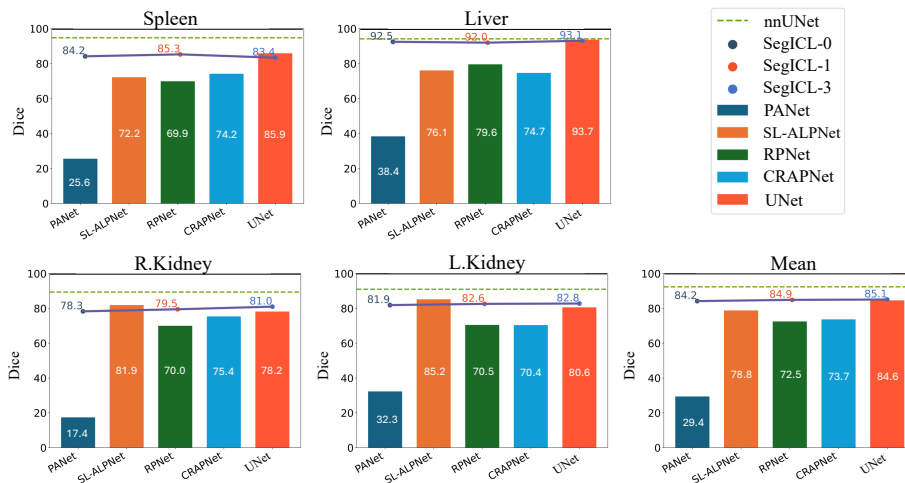 Spleen
100
80
60
40
20
0
Dice
84.2
85.3
83.4
25.6
72.2
69.9
74.2
85.9
PANet
SL-ALPNet
RPNet
CRAPNet
UNet
Liver
100
80
60
40
20
0
Dice
92.5
92.0
93.1
38.4
76.1
79.6
74.7
93.7
PANet
SL-ALPNet
RPNet
CRAPNet
UNet
nnUNet
SegICL-0
SegICL-1
SegICL-3
PANet
SL-ALPNet
RPNet
CRAPNet
UNet
R.Kidney
100
80
60
40
20
0
Dice
78.3
79.5
81.0
17.4
81.9
70.0
75.4
78.2
PANet
SL-ALPNet
RPNet
CRAPNet
UNet
L.Kidney
100
80
60
40
20
0
Dice
81.9
82.6
82.8
32.3
85.2
70.5
70.4
80.6
PANet
SL-ALPNet
RPNet
CRAPNet
UNet
Mean
100
80
60
40
20
0
Dice
84.2
84.9
85.1
29.4
78.8
72.5
73.7
84.6
PANet
SL-ALPNet
RPNet
CRAPNet
UNet